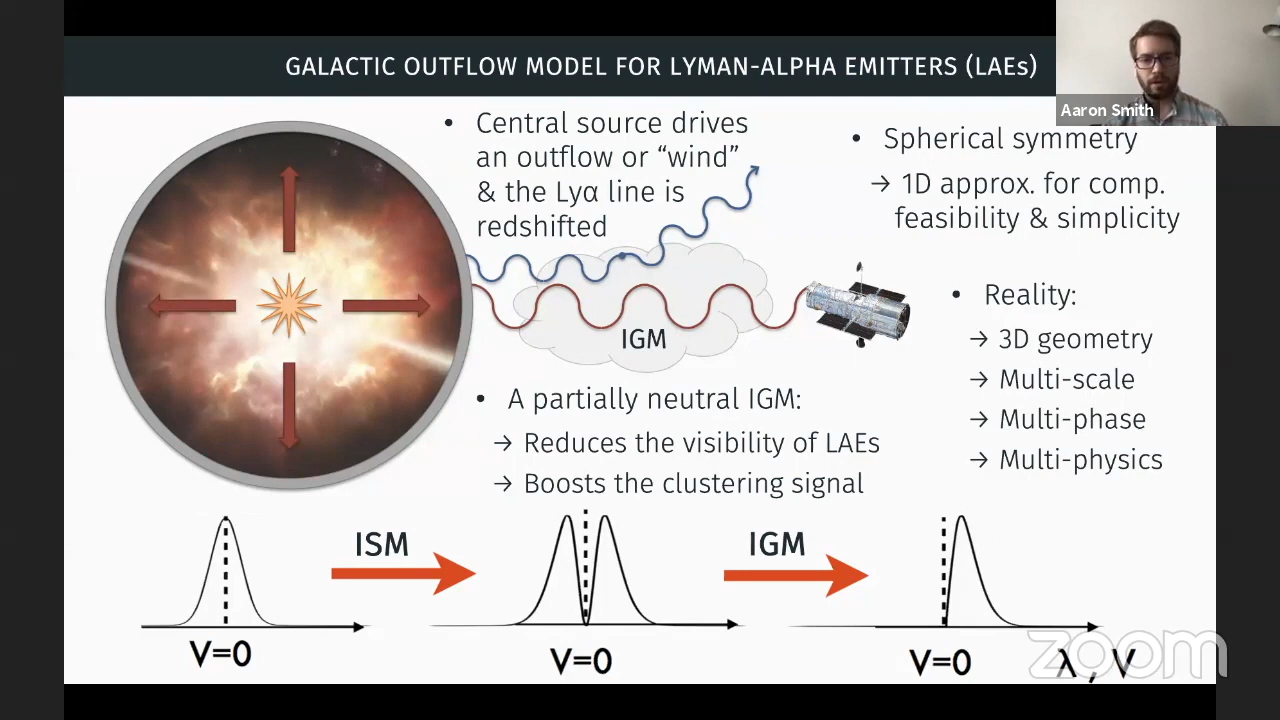 GALACTIC OUTFLOW MODEL FOR LYMAN-ALPHA EMITTERS (LAEs)
Aaron Smith
• Central source drives
an outflow or “wind”
& the Lyα line is
redshifted
• Spherical symmetry
→ 1D approx. for comp.
feasibility & simplicity
IGM
• Reality:
→ 3D geometry
→ Multi-scale
→ Multi-phase
→ Multi-physics
• A partially neutral IGM:
→ Reduces the visibility of LAEs
→ Boosts the clustering signal
ISM
IGM
V=0
V=0
V=0
λ, V
zoom